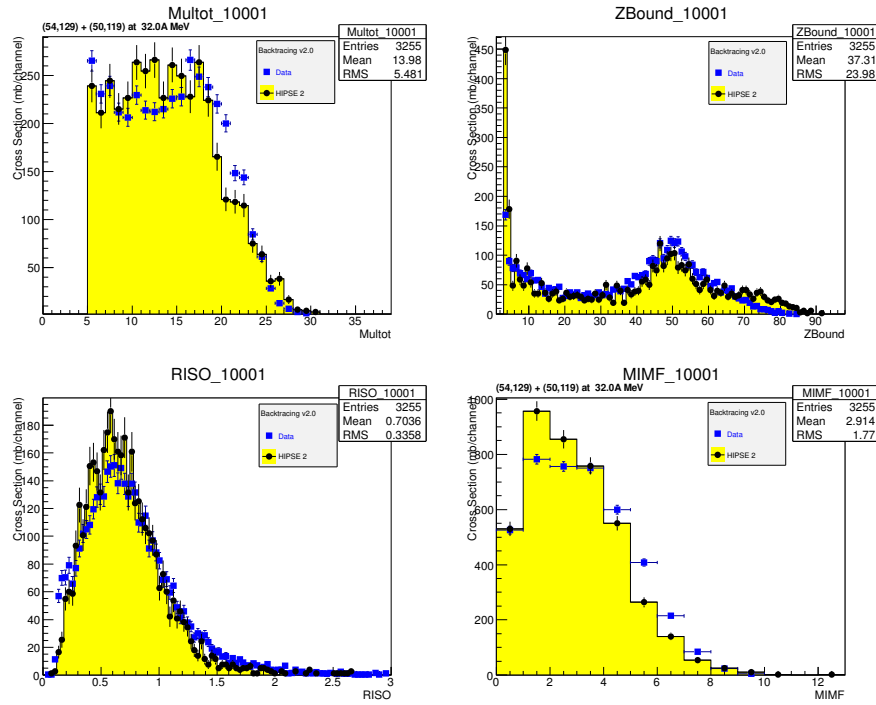 Multot_10001
(54,129) + (50,119) at 32.0A MeV
Multot_10001
Entries 3255
Mean 13.98
RMS 5.481
Backtracing v2.0
Data
HIPSE 2
Cross Section (mb/channel)
250
200
150
100
50
0 5 10 15 20 25 30 35
Multot
ZBound_10001
ZBound_10001
Entries 3255
Mean 37.31
RMS 23.98
Backtracing v2.0
Data
HIPSE 2
Cross Section (mb/channel)
450
400
350
300
250
200
150
100
50
0
0 10 20 30 40 50 60 70 80 90
ZBound
RISO_10001
RISO_10001
Entries 3255
Mean 0.7036
RMS 0.3358
Backtracing v2.0
Data
HIPSE 2
Cross Section (mb/channel)
180
160
140
120
100
80
60
40
20
0
0 0.5 1 1.5 2 2.5 3
RISO
MIMF_10001
(54,129) + (50,119) at 32.0A MeV
MIMF_10001
Entries 3255
Mean 2.914
RMS 1.77
Backtracing v2.0
Data
HIPSE 2
Cross Section (mb/channel)
1000
800
600
400
200
0
0 2 4 6 8 10 12
MIMF